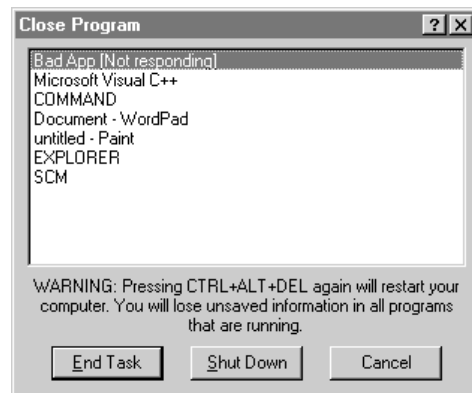 Close Program
Bad App [Not responding]
Microsoft Visual C++
COMMAND
Document - WordPad
untitled - Paint
EXPLORER
SCM
WARNING: Pressing CTRL+ALT+DEL again will restart your
computer. You will lose unsaved information in all programs
that are running.
End Task Shut Down Cancel